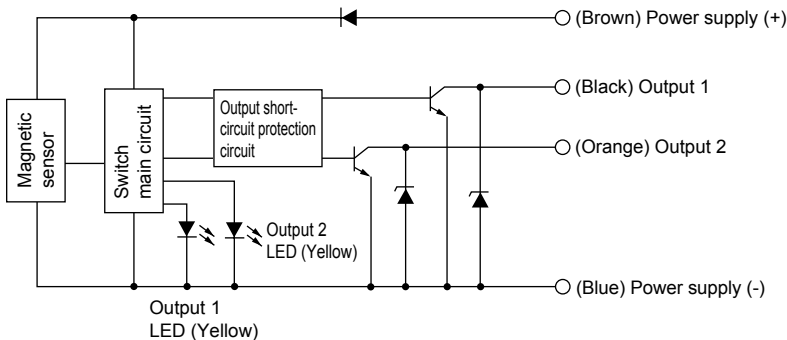 (Brown) Power supply (+)
(Black) Output 1
(Orange) Output 2
Magnetic
sensor
Switch
main circuit
Output short-
circuit protection
circuit
Output 2
LED (Yellow)
(Blue) Power supply (-)
Output 1
LED (Yellow)